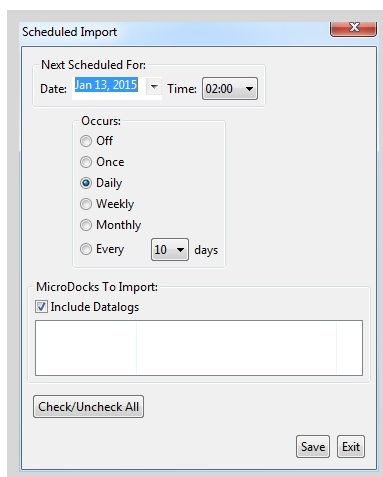 Scheduled Import
Next Scheduled For:
Date: Jan 13, 2015 Time: 02:00
Occurs:
Off
Once
Daily
Weekly
Monthly
Every 10 days
MicroDocks To Import:
Include Datalogs
Check/Uncheck All
Save Exit